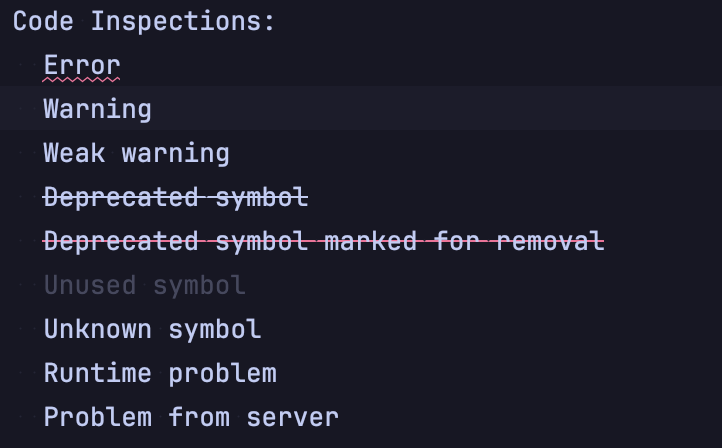 Code Inspections:
Error
Warning
Weak warning
Deprecated symbol
Deprecated symbol marked for removal
Unused symbol
Unknown symbol
Runtime problem
Problem from server